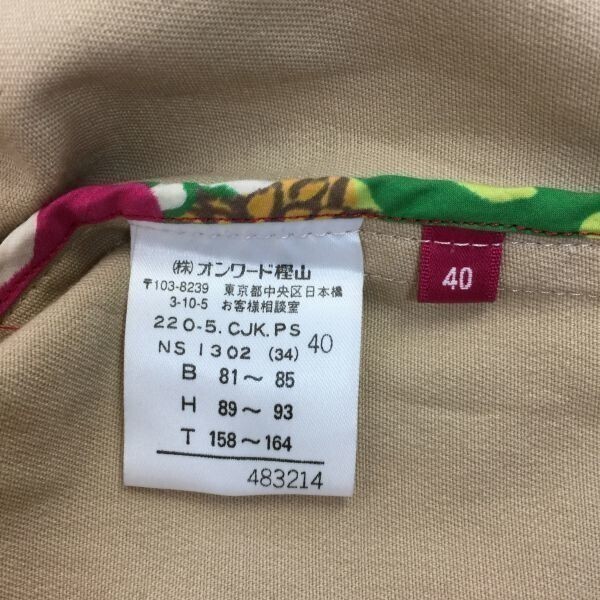 (株)オンワード樫山
〒103-8239 東京都中央区日本橋
3-10-5 お客様相談室
220-5.CJK.PS
NS 1302 (34) 40
B 81〜85
H 89〜93
T 158〜164
483214
40